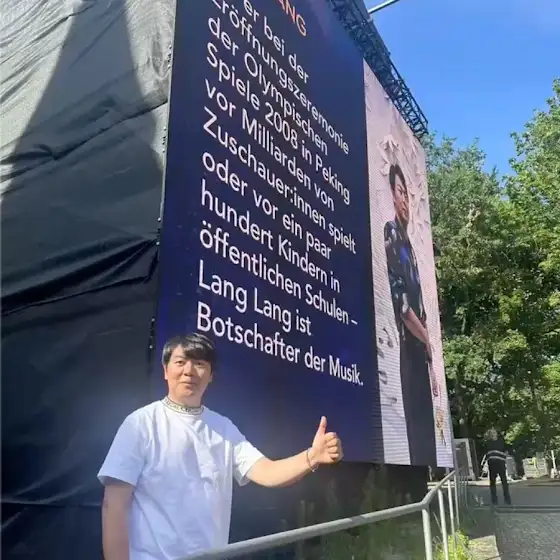 ANG
er bei der
Eröffnungszeremonie
der Olympischen
Spiele 2008 in Peking
vor Milliarden von
Zuschauer:innen spielt
oder vor ein paar
hundert Kindern in
öffentlichen Schulen –
Lang Lang ist
Botschafter der Musik.